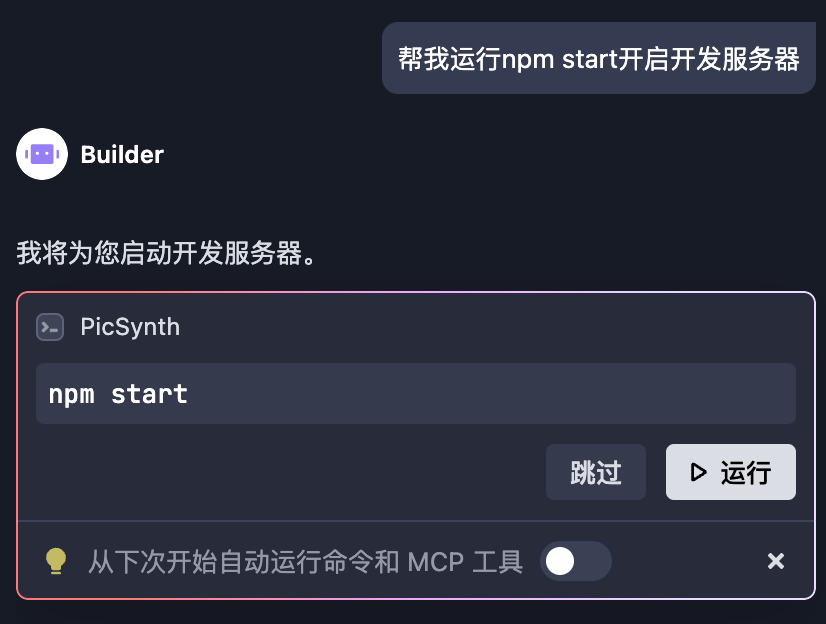 帮我运行npm start开启开发服务器
Builder
我将为您启动开发服务器。
PicSynth
npm start
跳过
运行
从下次开始自动运行命令和 MCP 工具